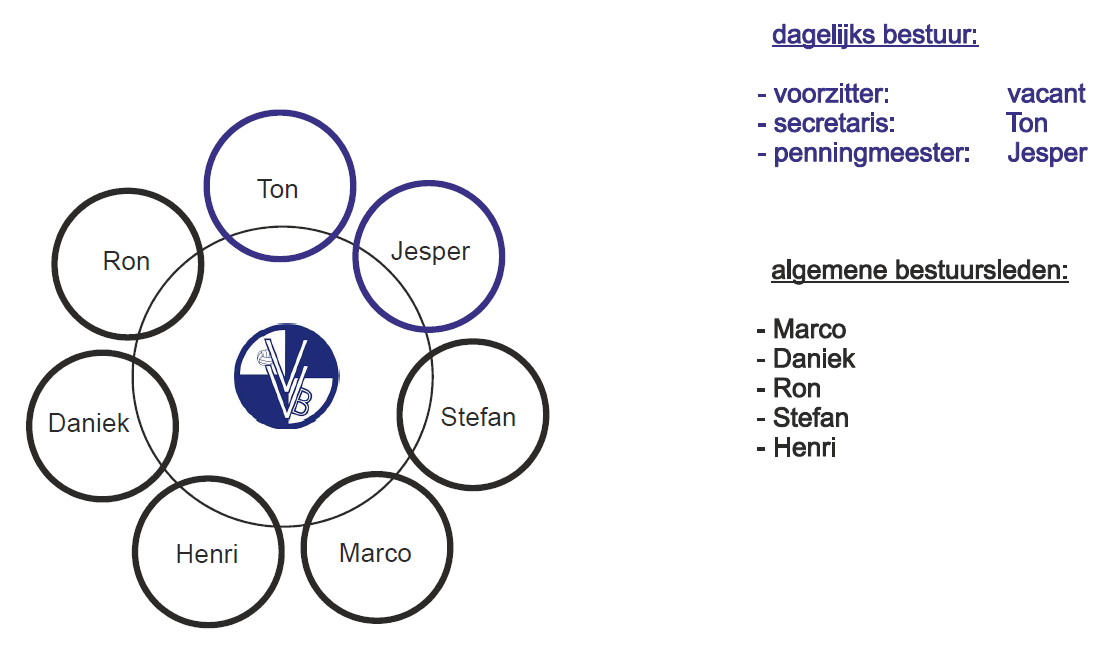 dagelijks bestuur:
- voorzitter: vacant
- secretaris: Ton
- penningmeester: Jesper
Ton
Jesper
Ron
Stefan
Daniek
Henri
Marco
VVB
algemene bestuursleden:
- Marco
- Daniek
- Ron
- Stefan
- Henri